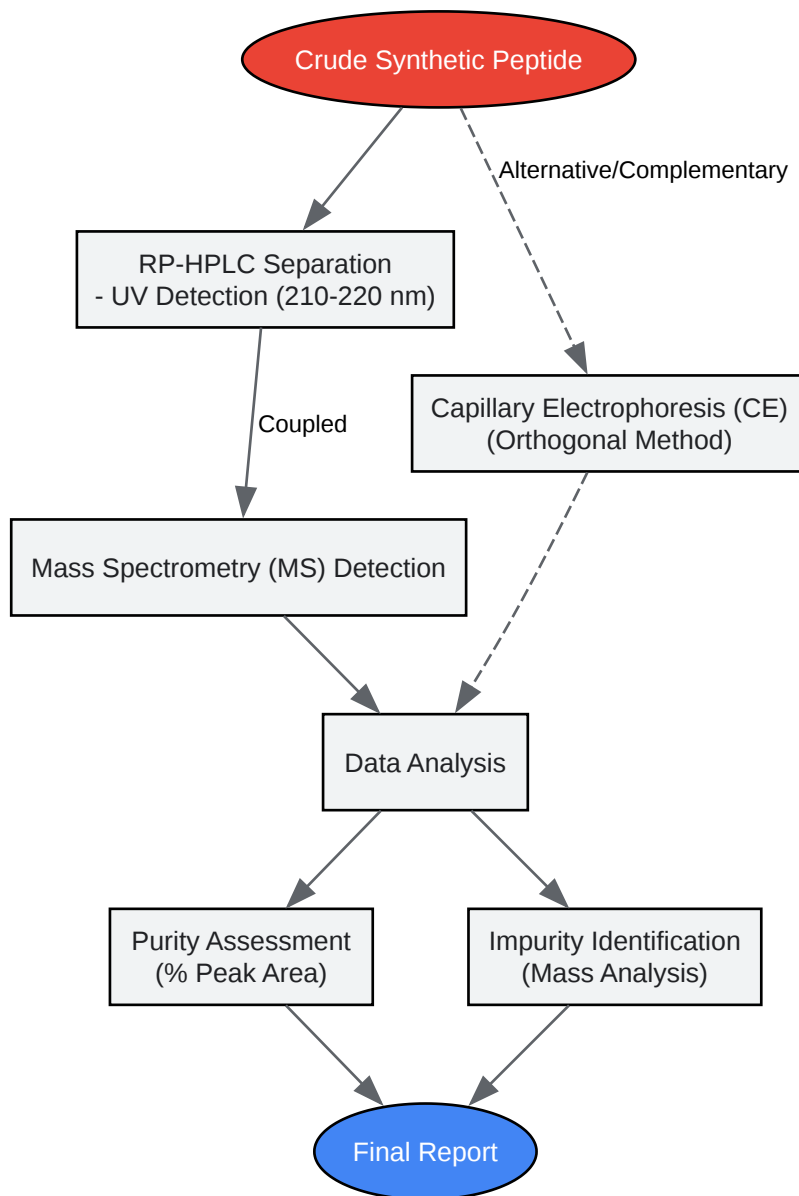 Crude Synthetic Peptide
Alternative/Complementary
RP-HPLC Separation
- UV Detection (210-220 nm)
Capillary Electrophoresis (CE)
(Orthogonal Method)
Coupled
Mass Spectrometry (MS) Detection
Data Analysis
Purity Assessment
(% Peak Area)
Impurity Identification
(Mass Analysis)
Final Report